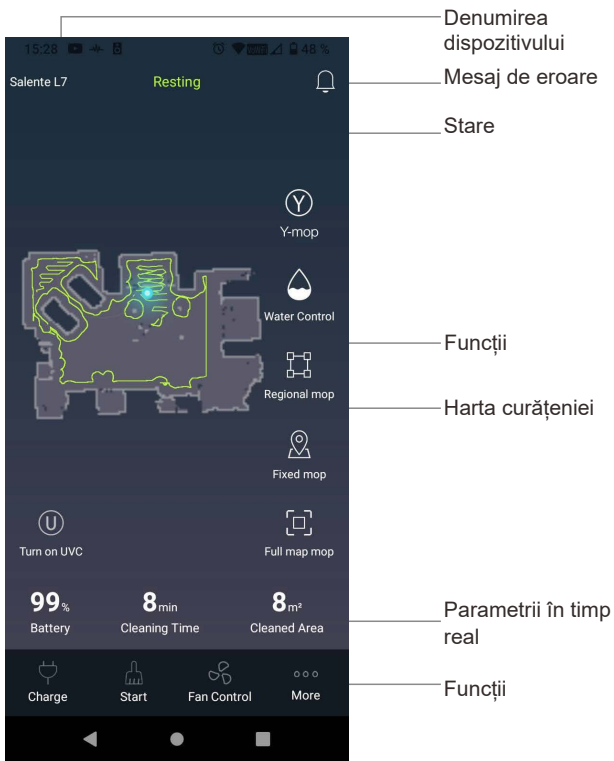 Denumirea
dispozitivului
15:28 48 %
Salente L7 Resting
Mesaj de eroare
Stare
Y-mop
Water Control
Funcții
Regional mop
Harta curățeniei
Fixed mop
Turn on UVC Full map mop
99% 8min 8m²
Battery Cleaning Time Cleaned Area
Parametrii în timp
real
Charge Start Fan Control More
Funcții